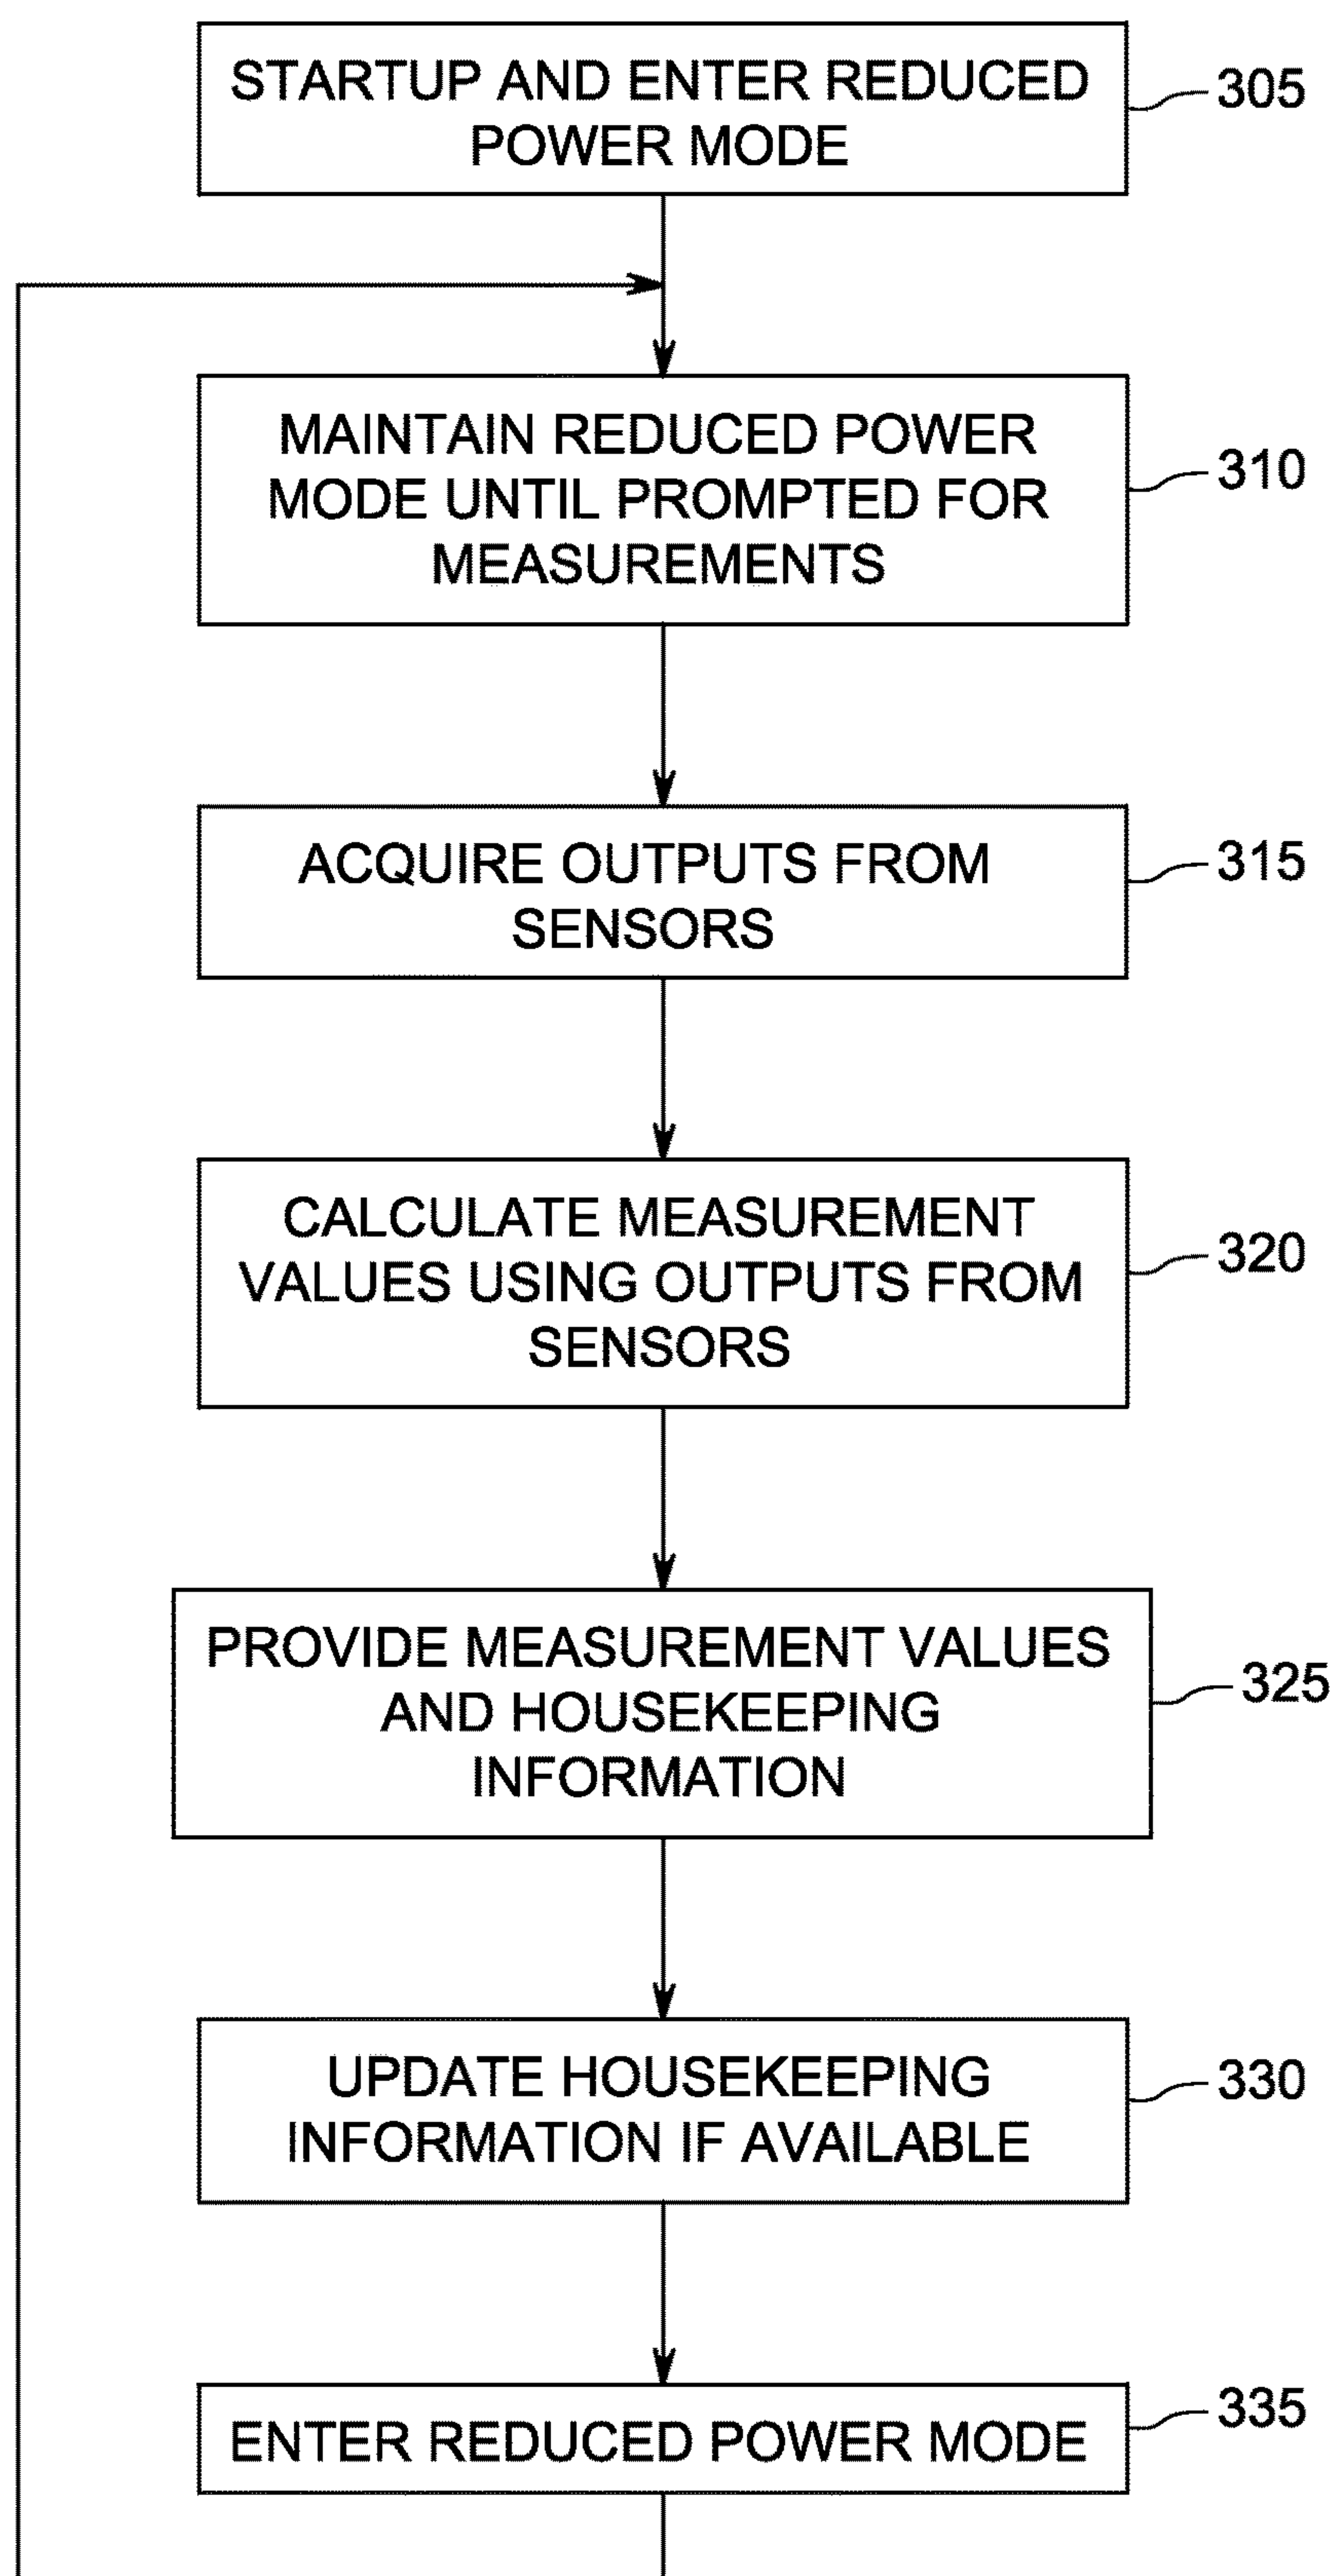 STARTUP AND ENTER REDUCED
POWER MODE
305
MAINTAIN REDUCED POWER
MODE UNTIL PROMPTED FOR
MEASUREMENTS
310
ACQUIRE OUTPUTS FROM
SENSORS
315
CALCULATE MEASUREMENT
VALUES USING OUTPUTS FROM
SENSORS
320
PROVIDE MEASUREMENT VALUES
AND HOUSEKEEPING
INFORMATION
325
UPDATE HOUSEKEEPING
INFORMATION IF AVAILABLE
330
ENTER REDUCED POWER MODE
335